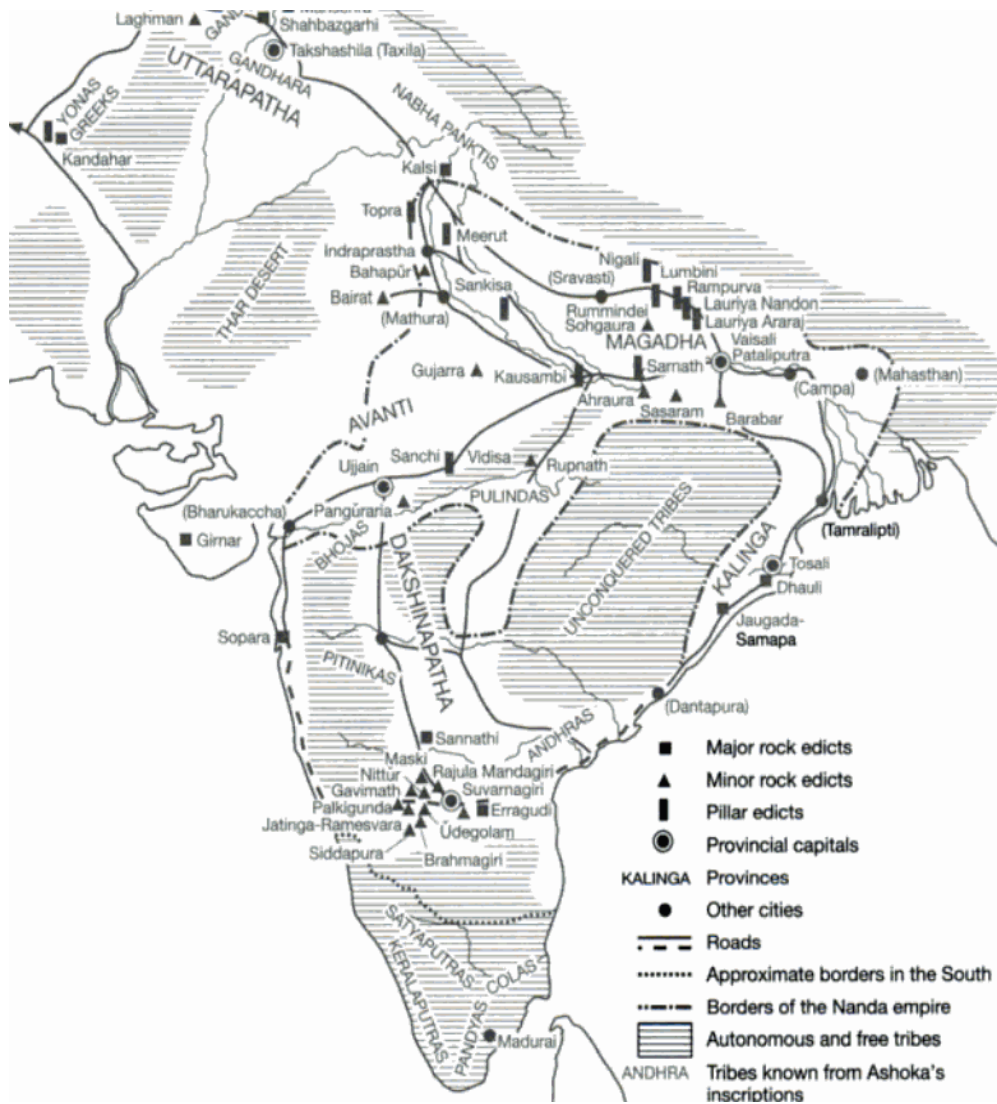 Laghman
Shahbazgarhi
Takshashila (Taxila)
GANDHARA
UTTARAPATHA
YONAS
GREEKS
Kandahar
NABHA PANKTIS
Kalsi
Topra
Meerut
Indraprastha
Bahapūr
Sankisa
Bairat
(Mathura)
THAR DESERT
(Sravasti)
Nigali
Lumbini
Rampurva
Rummindei
Lauriya Nandon
Sohgaura
Lauriya Araraj
MAGADHA
Vaisali
Pataliputra
Gujarra
Kausambi
Sarnath
(Campa)
(Mahasthan)
Ahraura
Sasaram
Barabar
AVANTI
Sanchi
Vidisa
Rupnath
Ujjain
PULINDAS
Pangūraria
(Bharukaccha)
Girnar
BHOJAS
DAKSHINAPATHA
UNCONQUERED TRIBES
KALINGA
(Tamralipti)
Tosali
Dhauli
Jaugada-
Samapa
Sopara
PITINIKAS
(Dantapura)
ANDHRAS
Sannathi
Maski
Rajula Mandagiri
Nittūr
Suvarnagiri
Gavimath
Palkigunda
Erragudi
Jatinga-Ramesvara
Ūdegolam
Siddapura
Brahmagiri
SATYAPUTRAS
KERALAPUTRAS
COLAS
PANDYAS
Madurai
Major rock edicts
Minor rock edicts
Pillar edicts
Provincial capitals
KALINGA Provinces
Other cities
Roads
Approximate borders in the South
Borders of the Nanda empire
Autonomous and free tribes
ANDHRA Tribes known from Ashoka's
inscriptions